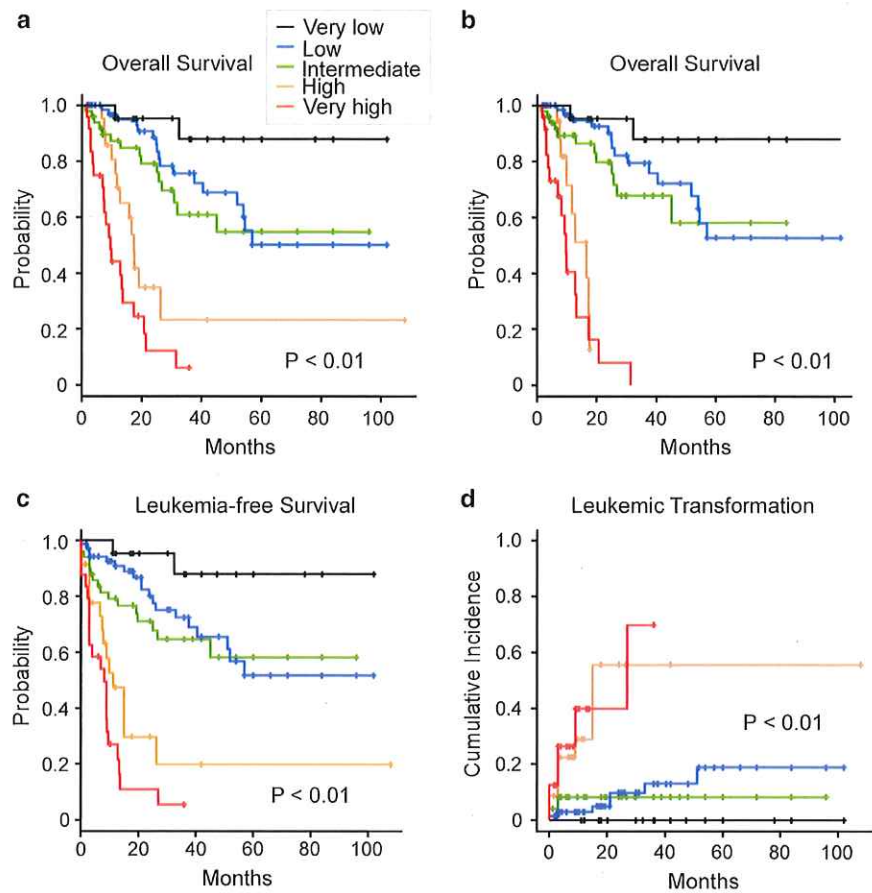 a
Overall Survival
Very low
Low
Intermediate
High
Very high
1.0
0.8
0.6
0.4
0.2
0
Probability
P < 0.01
0 20 40 60 80 100
Months
b
Overall Survival
1.0
0.8
0.6
0.4
0.2
0
Probability
P < 0.01
0 20 40 60 80 100
Months
c
Leukemia-free Survival
1.0
0.8
0.6
0.4
0.2
0
Probability
P < 0.01
0 20 40 60 80 100
Months
d
Leukemic Transformation
1.0
0.8
0.6
0.4
0.2
0
Cumulative Incidence
P < 0.01
0 20 40 60 80 100
Months